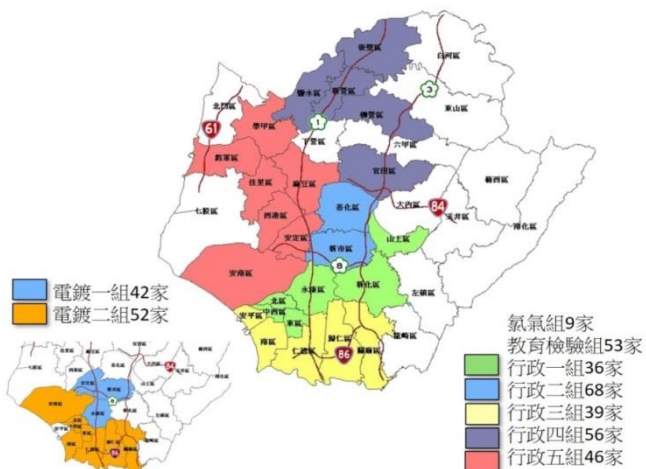 後壁區
白河區
鹽水區
新營區
柳營區
東山區
北門區
學甲區
下營區
六甲區
將軍區
官田區
佳里區
麻豆區
楠西區
七股區
西港區
善化區
大內區
玉井區
南化區
安定區
山上區
新市區
安南區
左鎮區
永康區
新化區
北區
中西區
安平區
東區
龍崎區
南區
仁德區
歸仁區
關廟區
61
1
3
84
8
86
電鍍一組42家
電鍍二組52家
氯氣組9家
教育檢驗組53家
行政一組36家
行政二組68家
行政三組39家
行政四組56家
行政五組46家